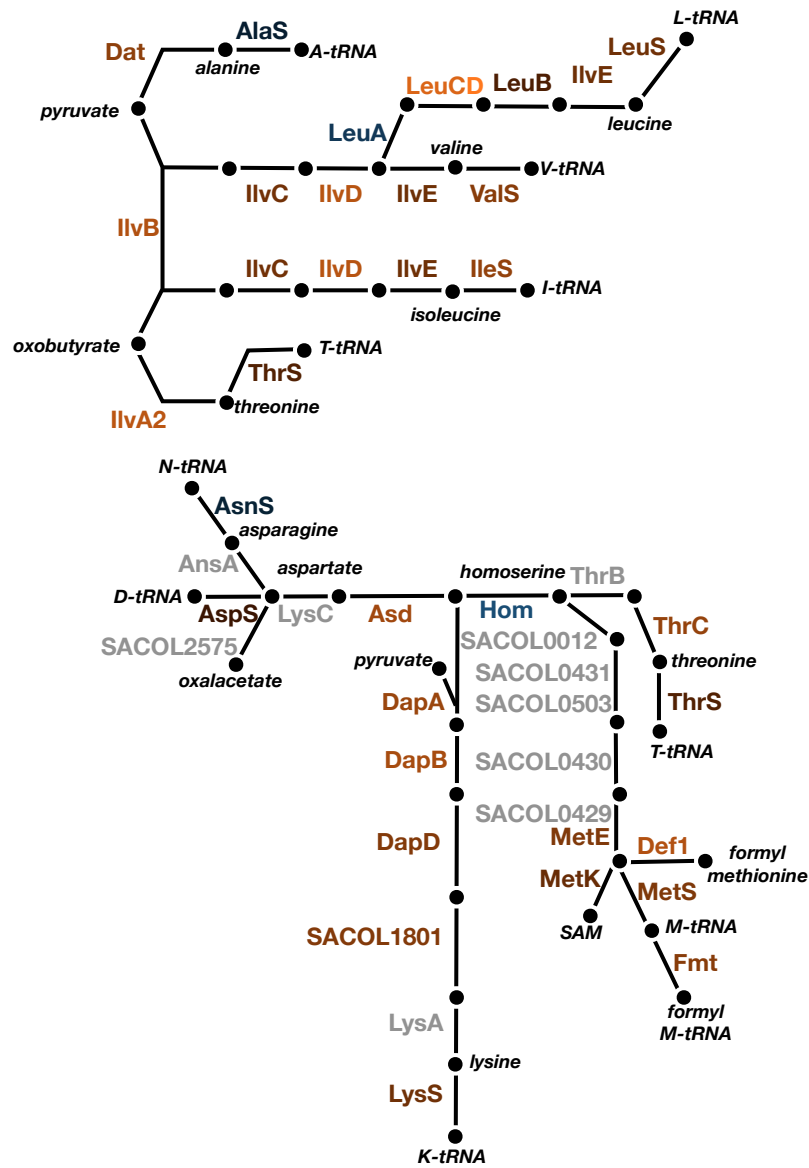 L-tRNA
AlaS
Dat
A-tRNA
LeuS
alanine
IlvE
LeuCD
LeuB
pyruvate
leucine
LeuA
valine
V-tRNA
IlvC
IlvD
IlvE
ValS
IlvB
IlvC
IlvD
IlvE
IleS
I-tRNA
isoleucine
oxobutyrate
T-tRNA
ThrS
threonine
IlvA2
N-tRNA
AsnS
asparagine
AnsA
aspartate
homoserine
ThrB
D-tRNA
AspS
LysC
Asd
Hom
ThrC
SACOL2575
SACOL0012
oxalacetate
pyruvate
SACOL0431
threonine
DapA
SACOL0503
ThrS
T-tRNA
DapB
SACOL0430
SACOL0429
DapD
MetE
Def1
formyl
methionine
MetK
MetS
SAM
M-tRNA
SACOL1801
Fmt
formyl
M-tRNA
LysA
lysine
LysS
K-tRNA